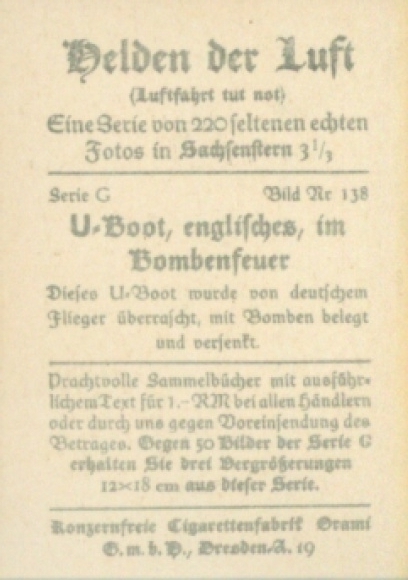 Helden der Luft
(Luftfahrt tut not)
Eine Serie von 220 seltenen echten
Fotos in Sachsenstern 3 1/3
Serie G Bild Nr 138
U-Boot, englisches, im
Bombenfeuer
Dieses U-Boot wurde von deutschem
Flieger überrascht, mit Bomben belegt
und versenkt.
Prachtvolle Sammelbücher mit ausführ-
lichem Text für 1.- RM bei allen Händlern
oder durch uns gegen Voreinsendung des
Betrages. Gegen 50 Bilder der Serie G
erhalten Sie drei Vergrößerungen
12×18 cm aus dieser Serie.
Konzernfreie Cigarettenfabrik Orami
G.m.b.H., Dresden-A. 19